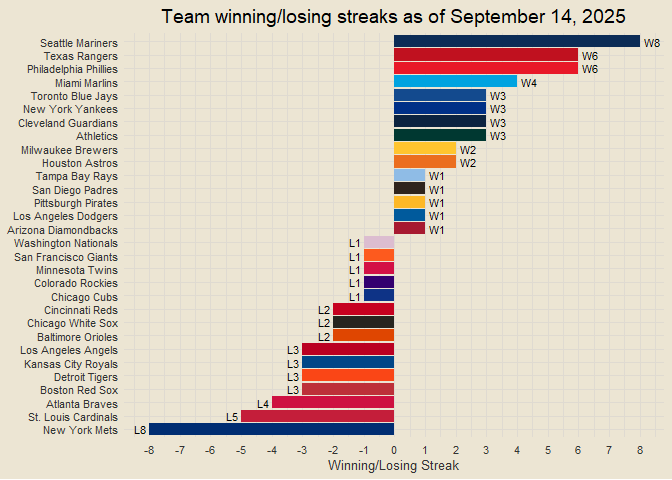 Team winning/losing streaks as of September 14, 2025
Seattle Mariners W8
Texas Rangers W6
Philadelphia Phillies W6
Miami Marlins W4
Toronto Blue Jays W3
New York Yankees W3
Cleveland Guardians W3
Athletics W3
Milwaukee Brewers W2
Houston Astros W2
Tampa Bay Rays W1
San Diego Padres W1
Pittsburgh Pirates W1
Los Angeles Dodgers W1
Arizona Diamondbacks W1
Washington Nationals L1
San Francisco Giants L1
Minnesota Twins L1
Colorado Rockies L1
Chicago Cubs L1
Cincinnati Reds L2
Chicago White Sox L2
Baltimore Orioles L2
Los Angeles Angels L3
Kansas City Royals L3
Detroit Tigers L3
Boston Red Sox L3
Atlanta Braves L4
St. Louis Cardinals L5
New York Mets L8
-8 -7 -6 -5 -4 -3 -2 -1 0 1 2 3 4 5 6 7 8
Winning/Losing Streak